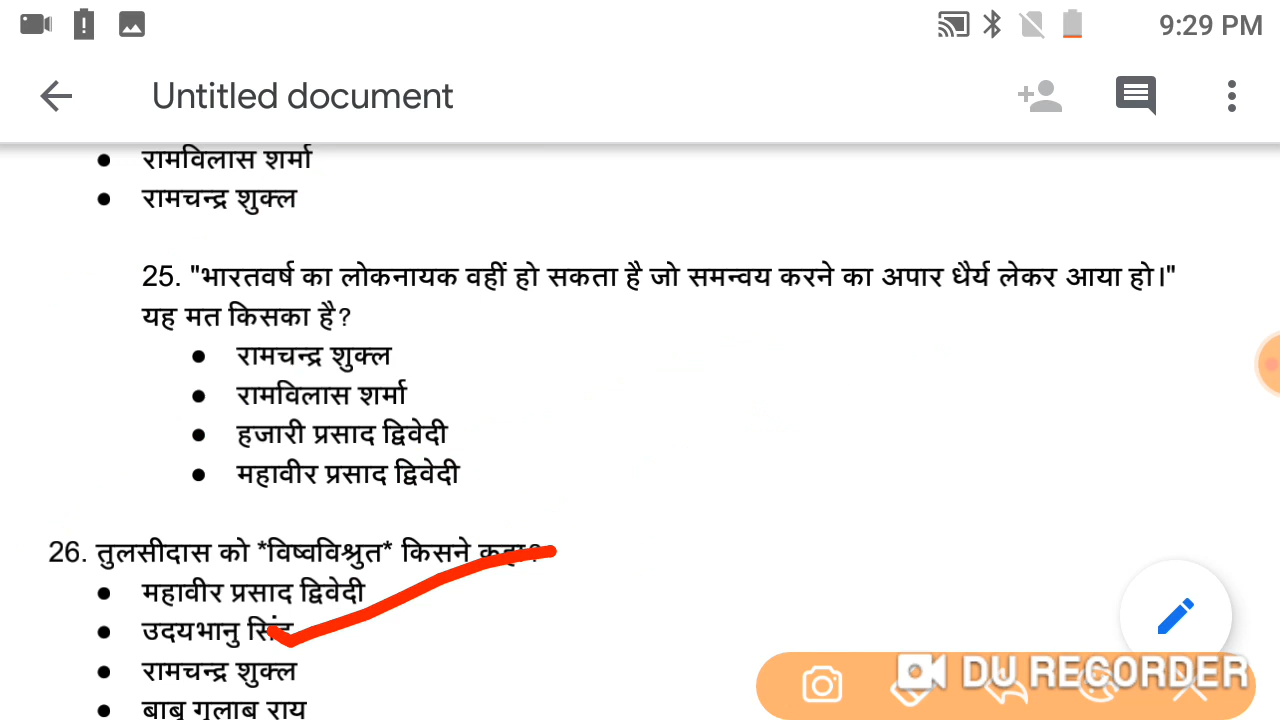 9:29 PM
Untitled document
● रामविलास शर्मा
● रामचन्द्र शुक्ल
25. "भारतवर्ष का लोकनायक वहीं हो सकता है जो समन्वय करने का अपार धैर्य लेकर आया हो।"
यह मत किसका है?
● रामचन्द्र शुक्ल
● रामविलास शर्मा
● हजारी प्रसाद द्विवेदी
● महावीर प्रसाद द्विवेदी
26. तुलसीदास को *विष्वविश्रुत* किसने कहा?
● महावीर प्रसाद द्विवेदी
● उदयभानु सिंह
● रामचन्द्र शुक्ल
● बाबू गुलाब राय
DU RECORDER